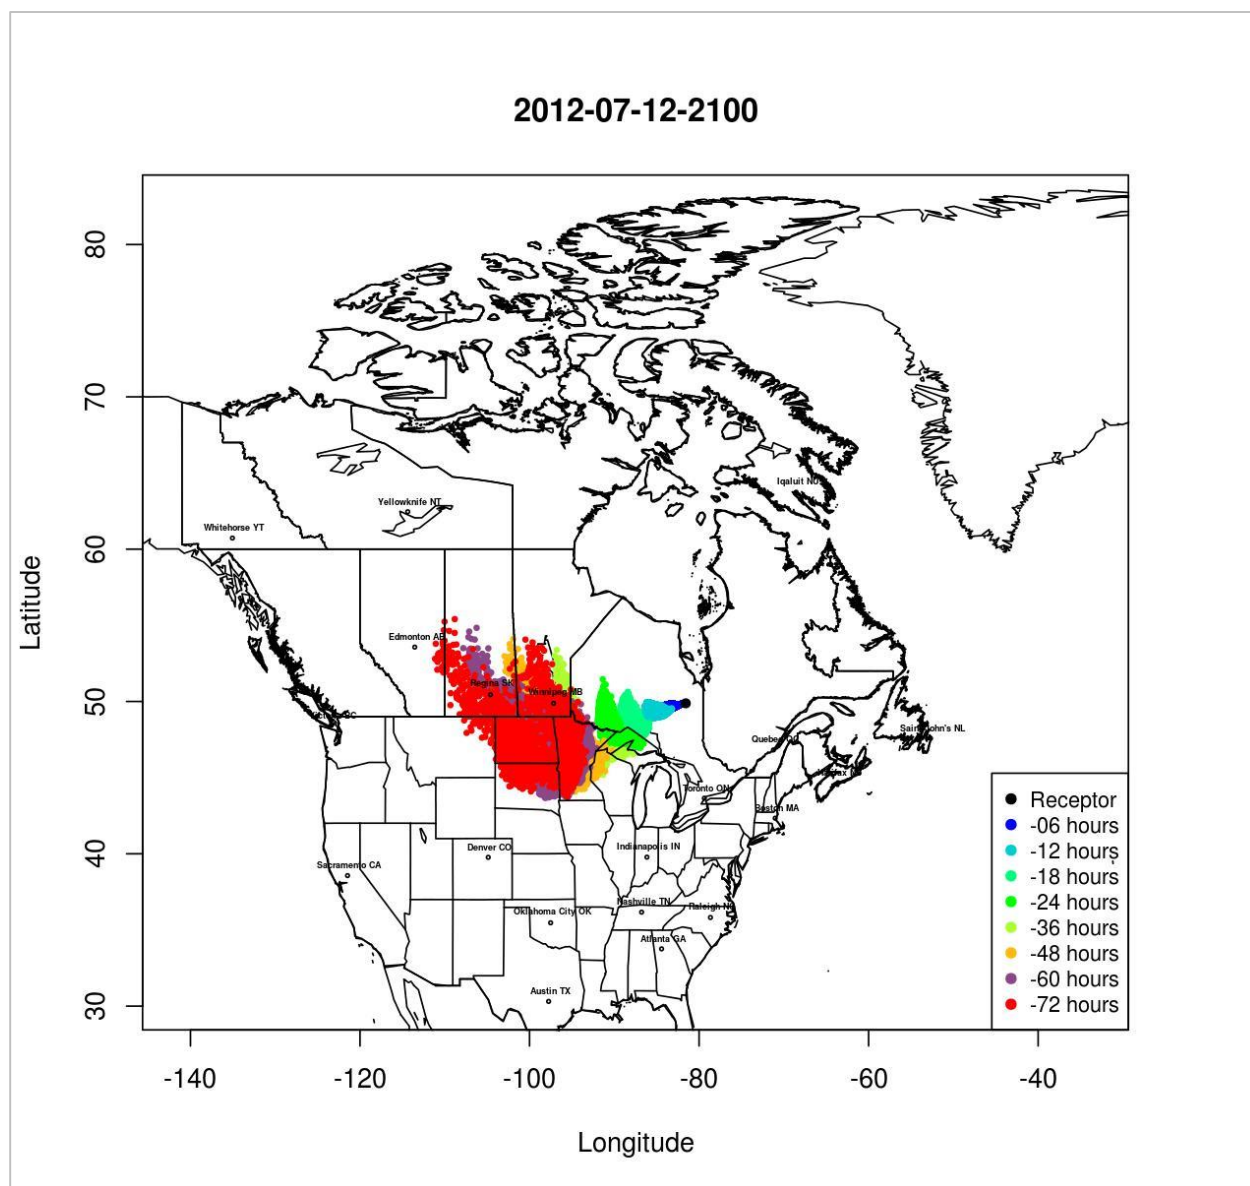 2012-07-12-2100
80
70
60
50
40
30
Latitude
Iqaluit NU
Yellowknife NT
Whitehorse YT
Edmonton AB
Regina SK
Winnipeg MB
Saint John's NL
Quebec QC
Toronto ON
Boston MA
Indianapolis IN
Denver CO
Sacramento CA
Nashville TN
Raleigh NC
Oklahoma City OK
Atlanta GA
Austin TX
Receptor
-06 hours
-12 hours
-18 hours
-24 hours
-36 hours
-48 hours
-60 hours
-72 hours
-140
-120
-100
-80
-60
-40
Longitude